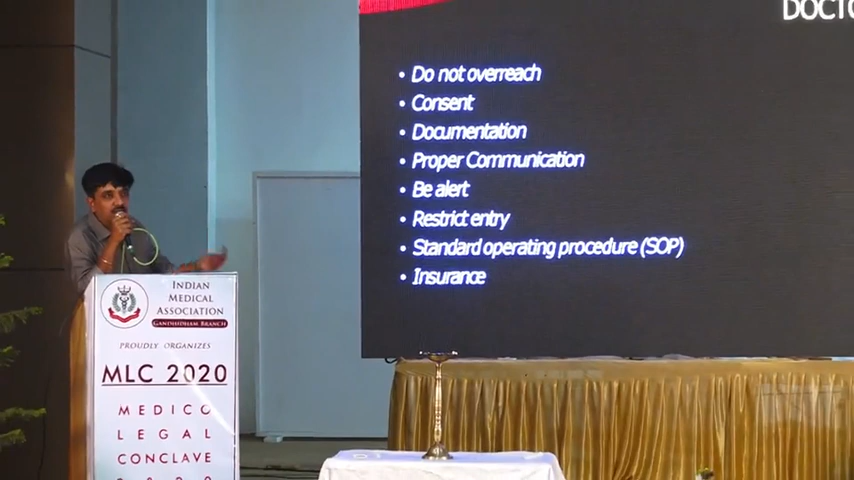 DOCTO
• Do not overreach
• Consent
• Documentation
• Proper Communication
• Be alert
• Restrict entry
• Standard operating procedure (SOP)
• Insurance
INDIAN
MEDICAL
ASSOCIATION
GANDHIDHAM BRANCH
PROUDLY ORGANIZES
MLC 2020
MEDICO
LEGAL
CONCLAVE